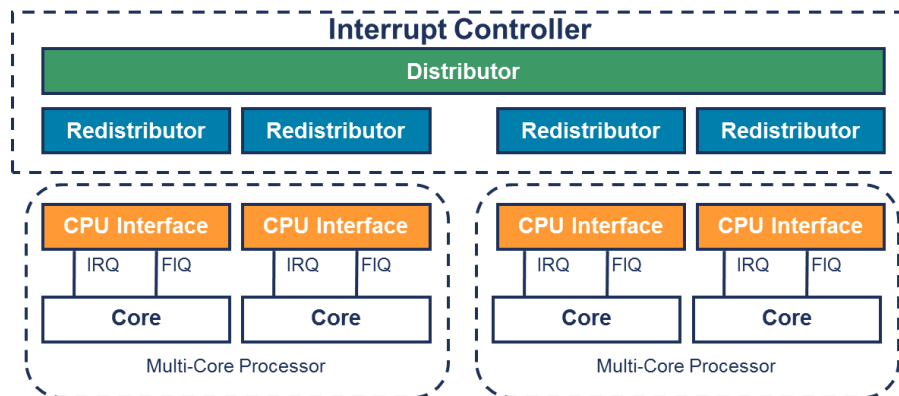 Interrupt Controller
Distributor
Redistributor Redistributor Redistributor Redistributor
CPU Interface CPU Interface CPU Interface CPU Interface
IRQ FIQ IRQ FIQ IRQ FIQ IRQ FIQ
Core Core Core Core
Multi-Core Processor Multi-Core Processor